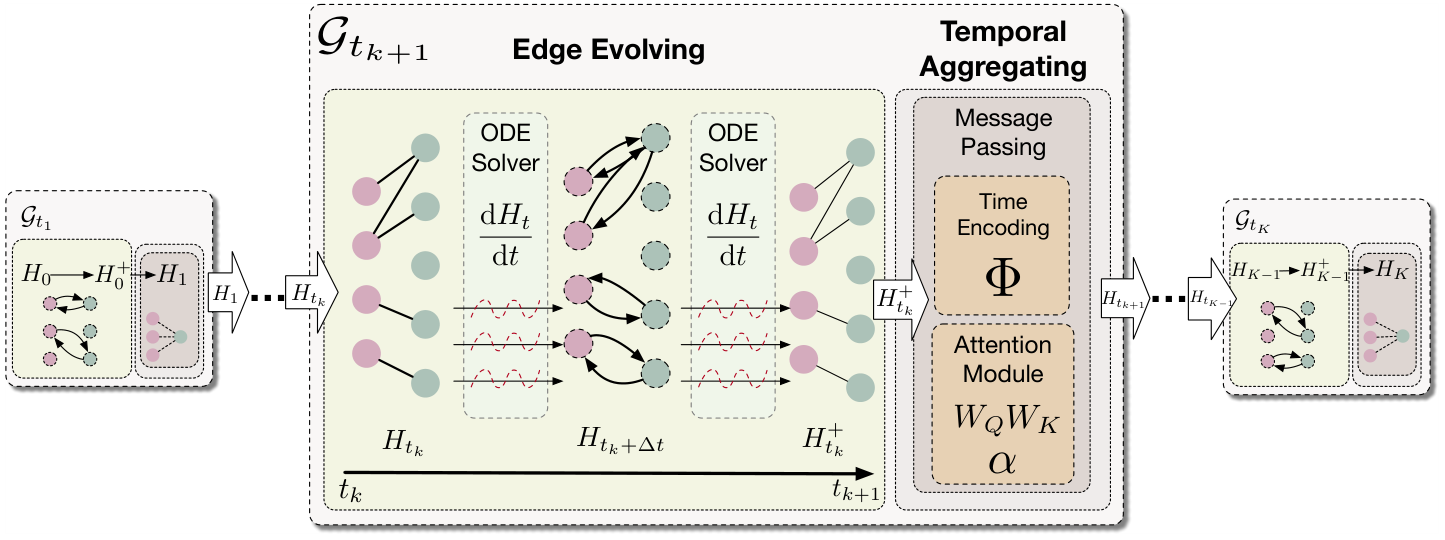 𝒢_{t_1}
H_0 → H_0^+ → H_1
H_1
...
H_{t_k}
𝒢_{t_{k+1}}
Edge Evolving
ODE
Solver
dH_t
dt
ODE
Solver
dH_t
dt
H_{t_k}
H_{t_k+Δt}
H_{t_k}^+
t_k
t_{k+1}
H_{t_k}^+
Temporal
Aggregating
Message
Passing
Time
Encoding
Φ
Attention
Module
W_Q W_K
α
H_{t_{k+1}}
...
H_{t_{K-1}}
𝒢_{t_K}
H_{K-1} → H_{K-1}^+ → H_K